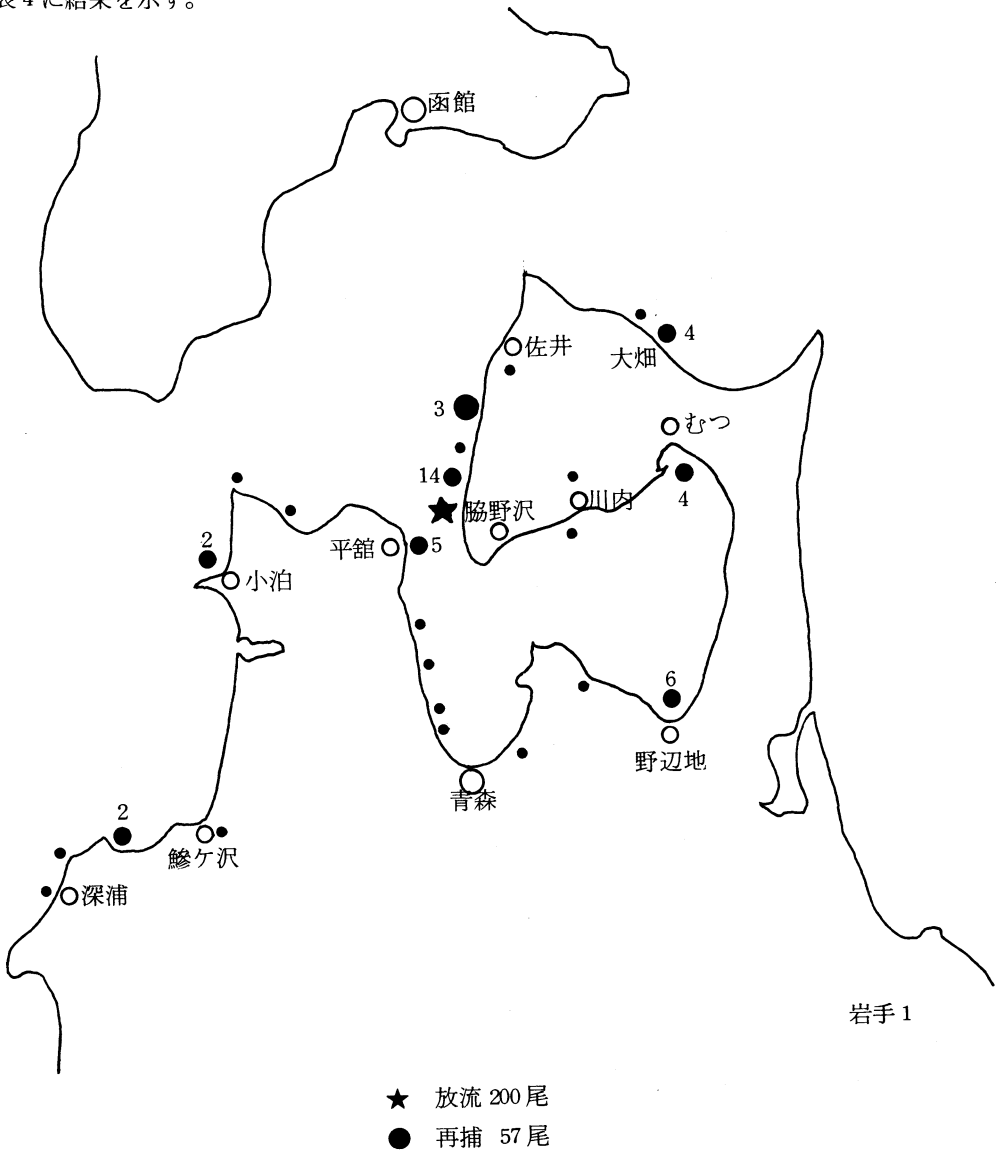 表4に結果を示す。
函館
佐井
4
大畑
3
むつ
14
川内
4
脇野沢
平舘
5
2
小泊
6
野辺地
青森
2
鰺ケ沢
深浦
岩手1
★ 放流 200尾
● 再捕 57尾